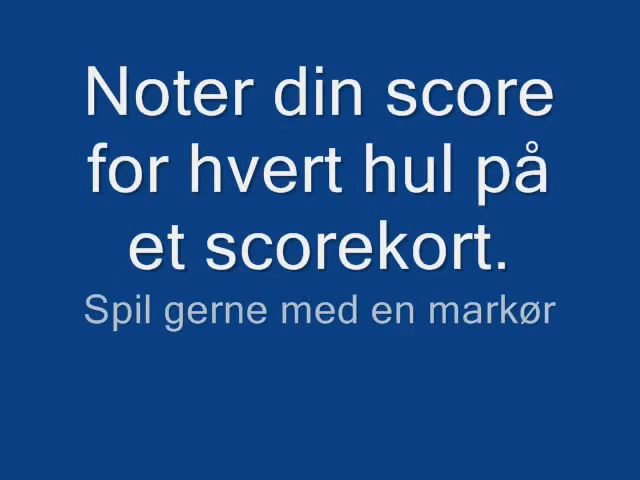 Noter din score
for hvert hul på
et scorekort.
Spil gerne med en markør